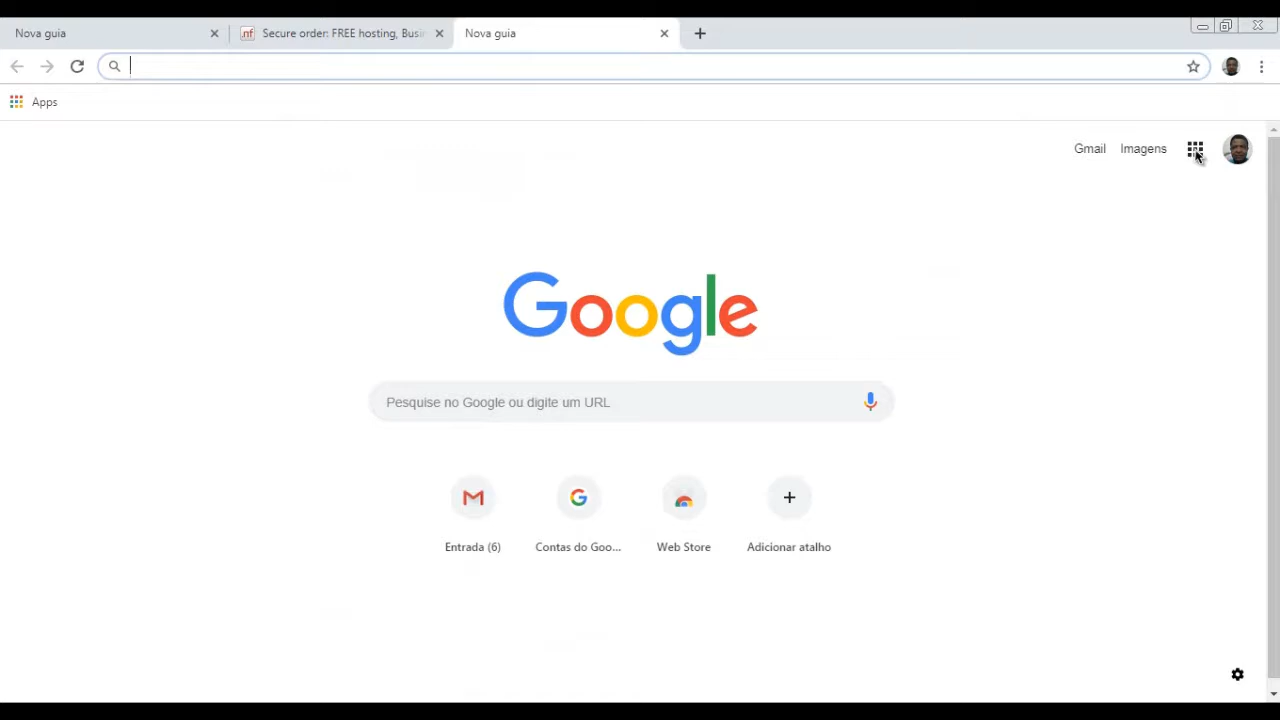 Nova guia
.nf Secure order: FREE hosting, Busi
Nova guia
Apps
Gmail Imagens
Google
Pesquise no Google ou digite um URL
Entrada (6) Contas do Goo... Web Store Adicionar atalho